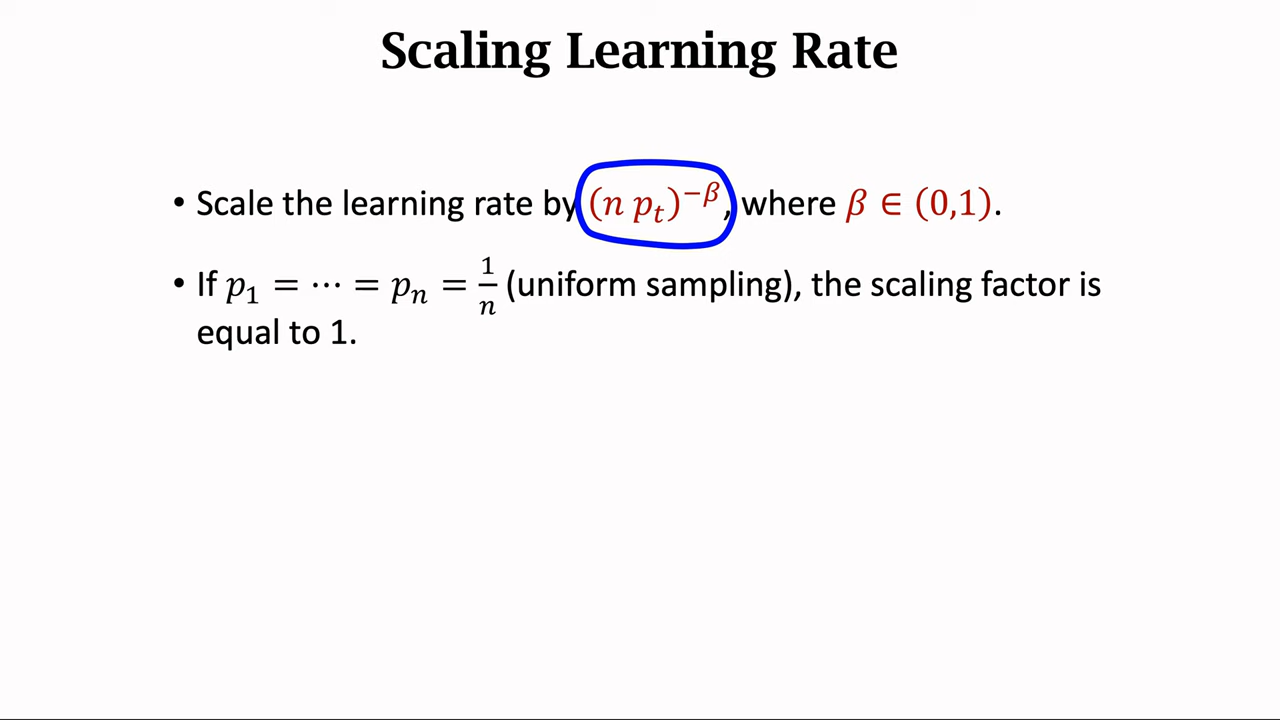 Scaling Learning Rate
• Scale the learning rate by (n p_t)^{−β}, where β ∈ (0,1).
• If p_1 = ⋯ = p_n = 1/n (uniform sampling), the scaling factor is
equal to 1.